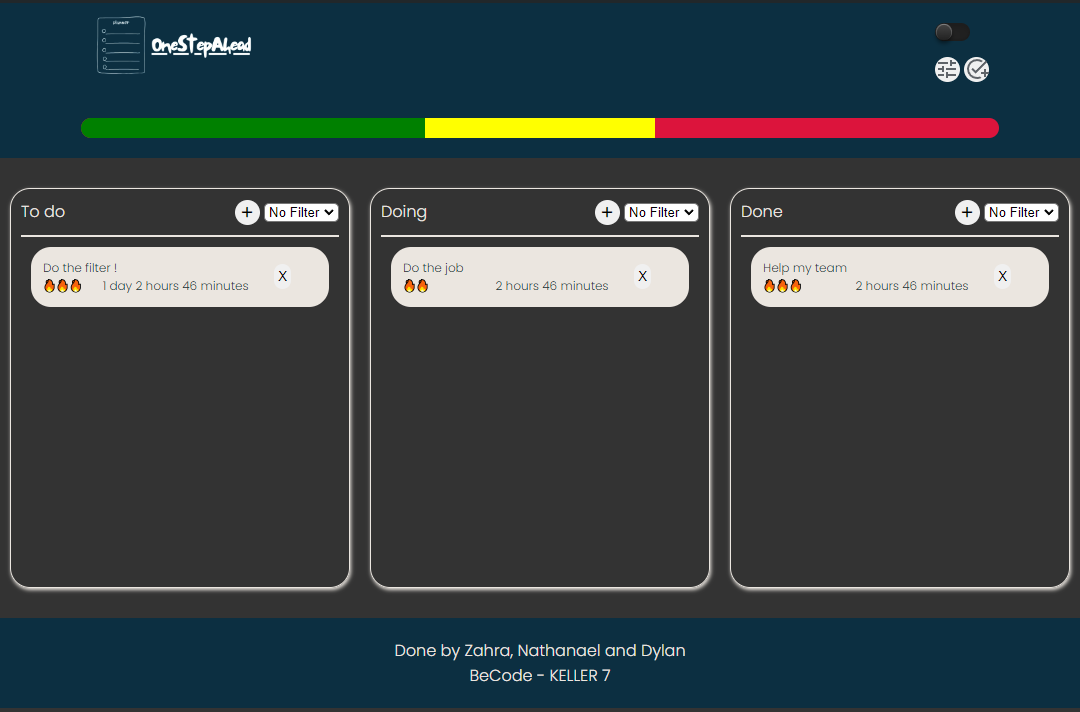 OneStepAhead
To do
+
No Filter
Do the filter !
🔥🔥🔥 1 day 2 hours 46 minutes
X
Doing
+
No Filter
Do the job
🔥🔥 2 hours 46 minutes
X
Done
+
No Filter
Help my team
🔥🔥🔥 2 hours 46 minutes
X
Done by Zahra, Nathanael and Dylan
BeCode - KELLER 7